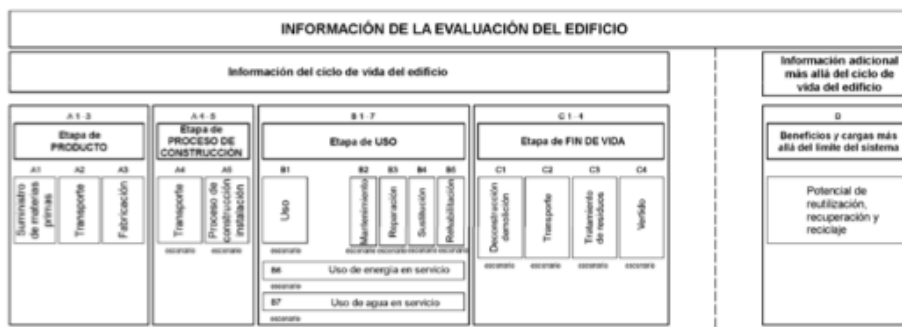 INFORMACIÓN DE LA EVALUACIÓN DEL EDIFICIO
Información del ciclo de vida del edificio
Información adicional
más allá del ciclo de
vida del edificio
A 1 - 3
Etapa de
PRODUCTO
A1
Suministro
de materias
primas
A2
Transporte
A3
Fabricación
A 4 - 5
Etapa de
PROCESO DE
CONSTRUCCIÓN
A4
Transporte
escenario
A5
Proceso de
construcción
instalación
escenario
B 1 - 7
Etapa de USO
B1
Uso
escenario
B2
Mantenimiento
escenario
B3
Reparación
escenario
B4
Sustitución
escenario
B5
Rehabilitación
escenario
B6 Uso de energía en servicio
escenario
B7 Uso de agua en servicio
escenario
C 1 - 4
Etapa de FIN DE VIDA
C1
Deconstrucción
demolición
escenario
C2
Transporte
escenario
C3
Tratamiento
de residuos
escenario
C4
Vertido
escenario
D
Beneficios y cargas más
allá del límite del sistema
Potencial de
reutilización,
recuperación y
reciclaje